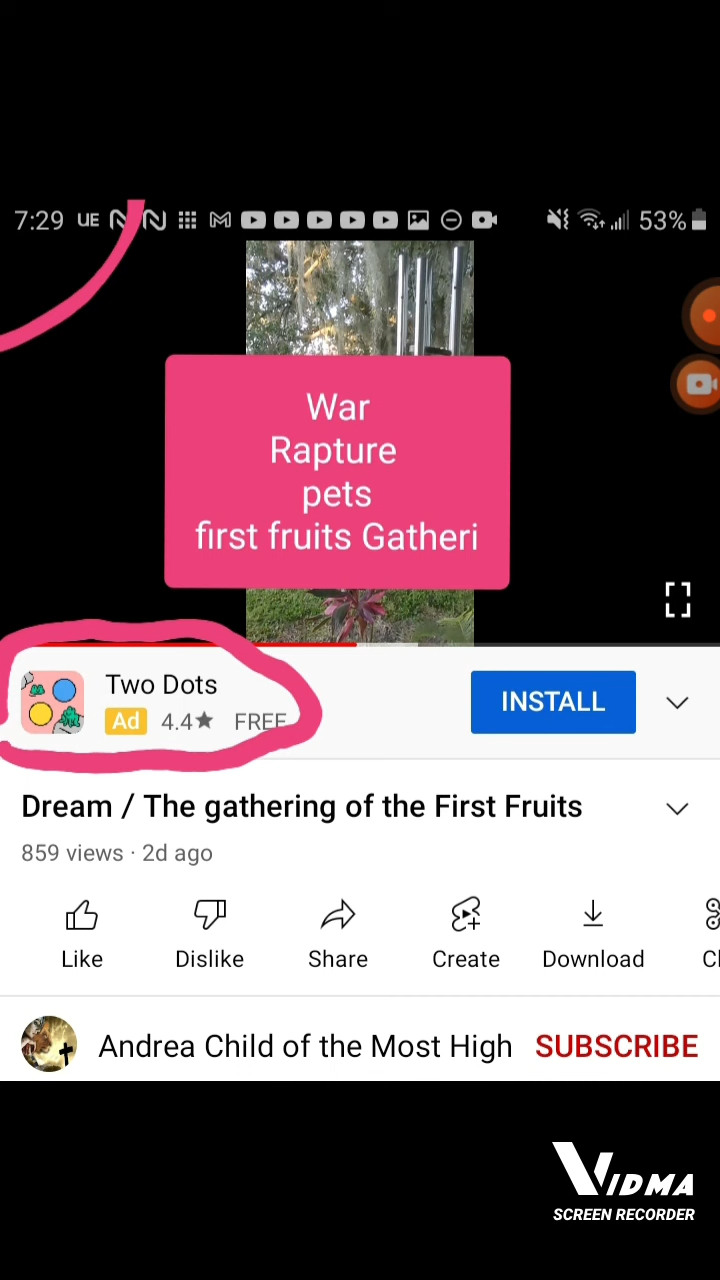 7:29 UE 53%
War
Rapture
pets
first fruits Gatheri
Two Dots
Ad 4.4★ FREE
INSTALL
Dream / The gathering of the First Fruits
859 views · 2d ago
Like Dislike Share Create Download Cl
Andrea Child of the Most High SUBSCRIBE
VIDMA
SCREEN RECORDER